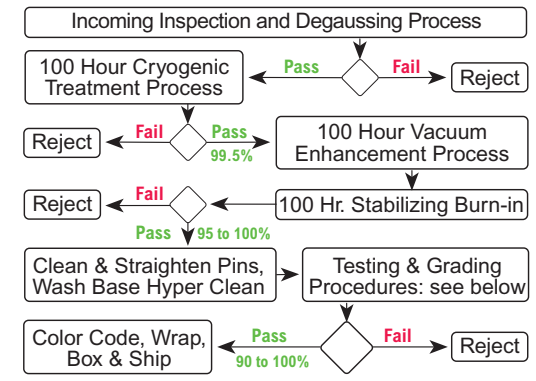 Incoming Inspection and Degaussing Process
Pass
Fail
100 Hour Cryogenic
Treatment Process
Reject
Reject
Fail
Pass
99.5%
100 Hour Vacuum
Enhancement Process
Reject
Fail
100 Hr. Stabilizing Burn-in
Pass
95 to 100%
Clean & Straighten Pins,
Wash Base Hyper Clean
Testing & Grading
Procedures: see below
Color Code, Wrap,
Box & Ship
Pass
90 to 100%
Fail
Reject